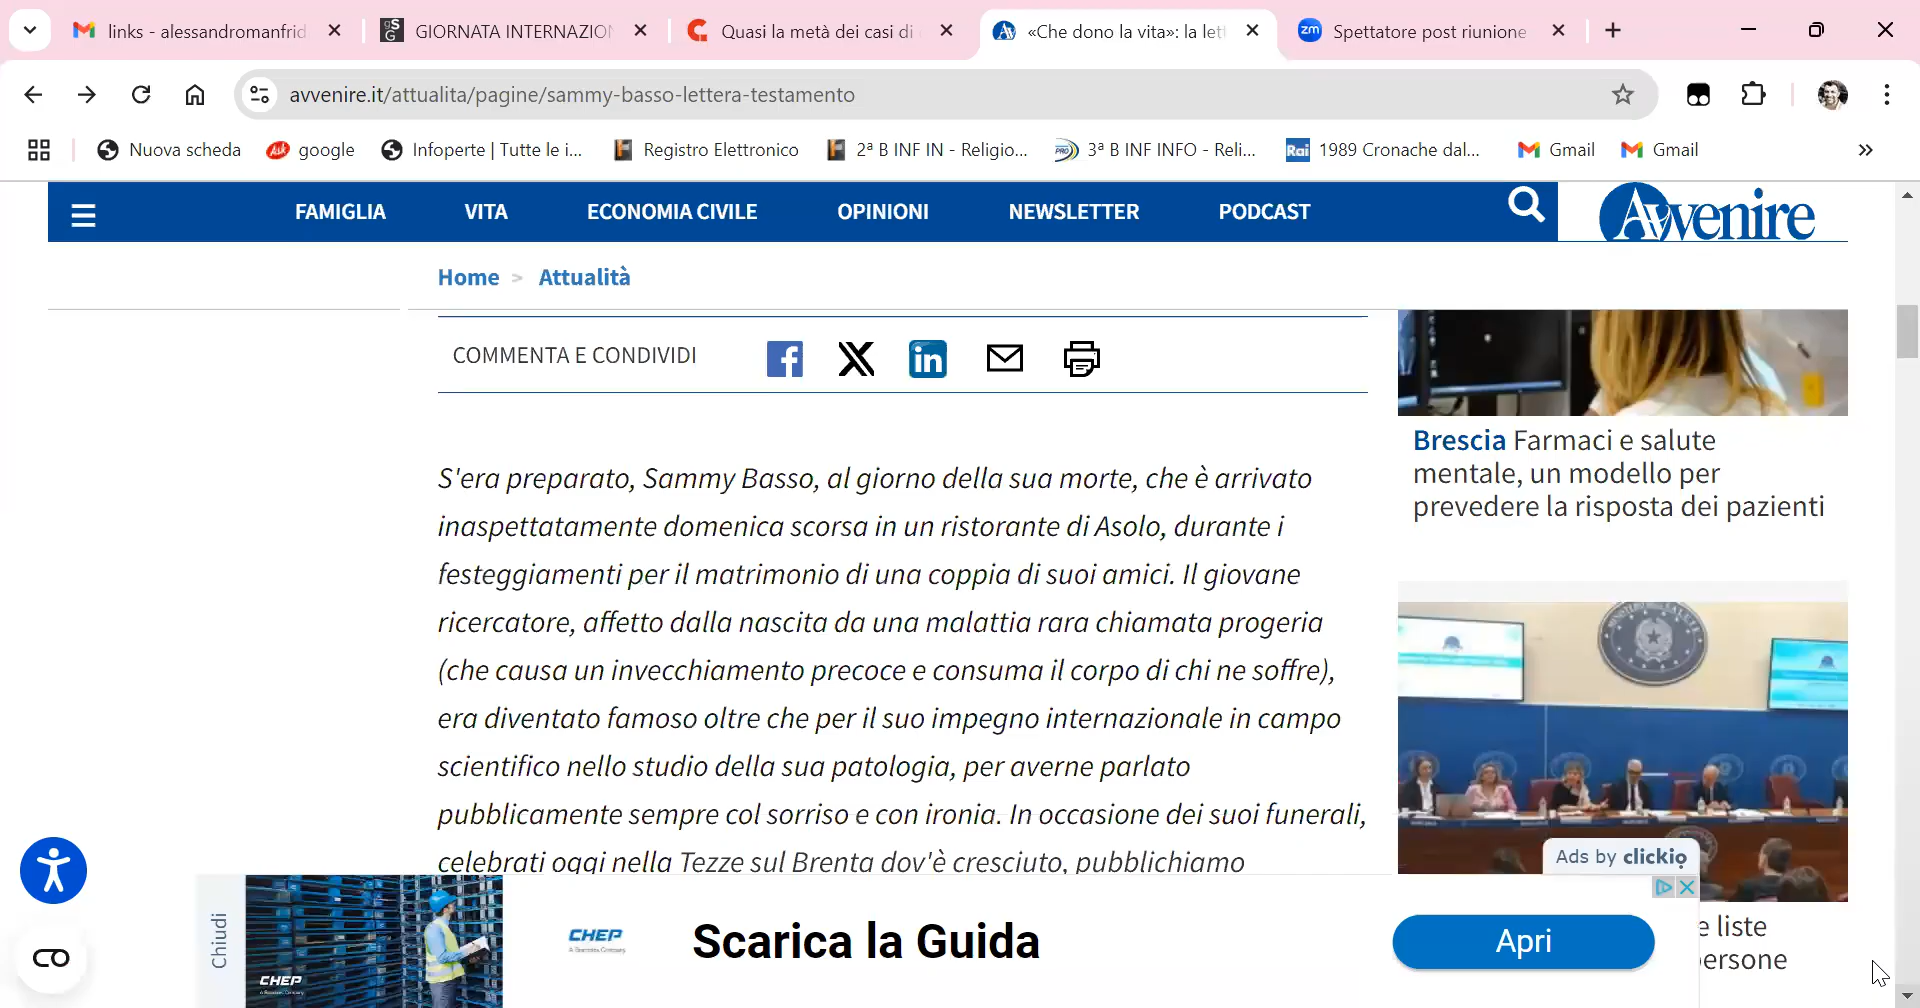 links - alessandromanfrid
GIORNATA INTERNAZION
Quasi la metà dei casi di
«Che dono la vita»: la let
zm
Spettatore post riunione
avvenire.it/attualita/pagine/sammy-basso-lettera-testamento
Nuova scheda
Ask
google
Infoperte | Tutte le i...
Registro Elettronico
2ª B INF IN - Religio...
PRO
3ª B INF INFO - Reli...
Rai
1989 Cronache dal...
Gmail
Gmail
FAMIGLIA
VITA
ECONOMIA CIVILE
OPINIONI
NEWSLETTER
PODCAST
Avvenire
Home > Attualità
COMMENTA E CONDIVIDI
S'era preparato, Sammy Basso, al giorno della sua morte, che è arrivato
inaspettatamente domenica scorsa in un ristorante di Asolo, durante i
festeggiamenti per il matrimonio di una coppia di suoi amici. Il giovane
ricercatore, affetto dalla nascita da una malattia rara chiamata progeria
(che causa un invecchiamento precoce e consuma il corpo di chi ne soffre),
era diventato famoso oltre che per il suo impegno internazionale in campo
scientifico nello studio della sua patologia, per averne parlato
pubblicamente sempre col sorriso e con ironia. In occasione dei suoi funerali,
celebrati oggi nella Tezze sul Brenta dov'è cresciuto, pubblichiamo
Brescia Farmaci e salute
mentale, un modello per
prevedere la risposta dei pazienti
Ads by clickio
e liste
persone
Chiudi
CHEP
CHEP
Scarica la Guida
Apri